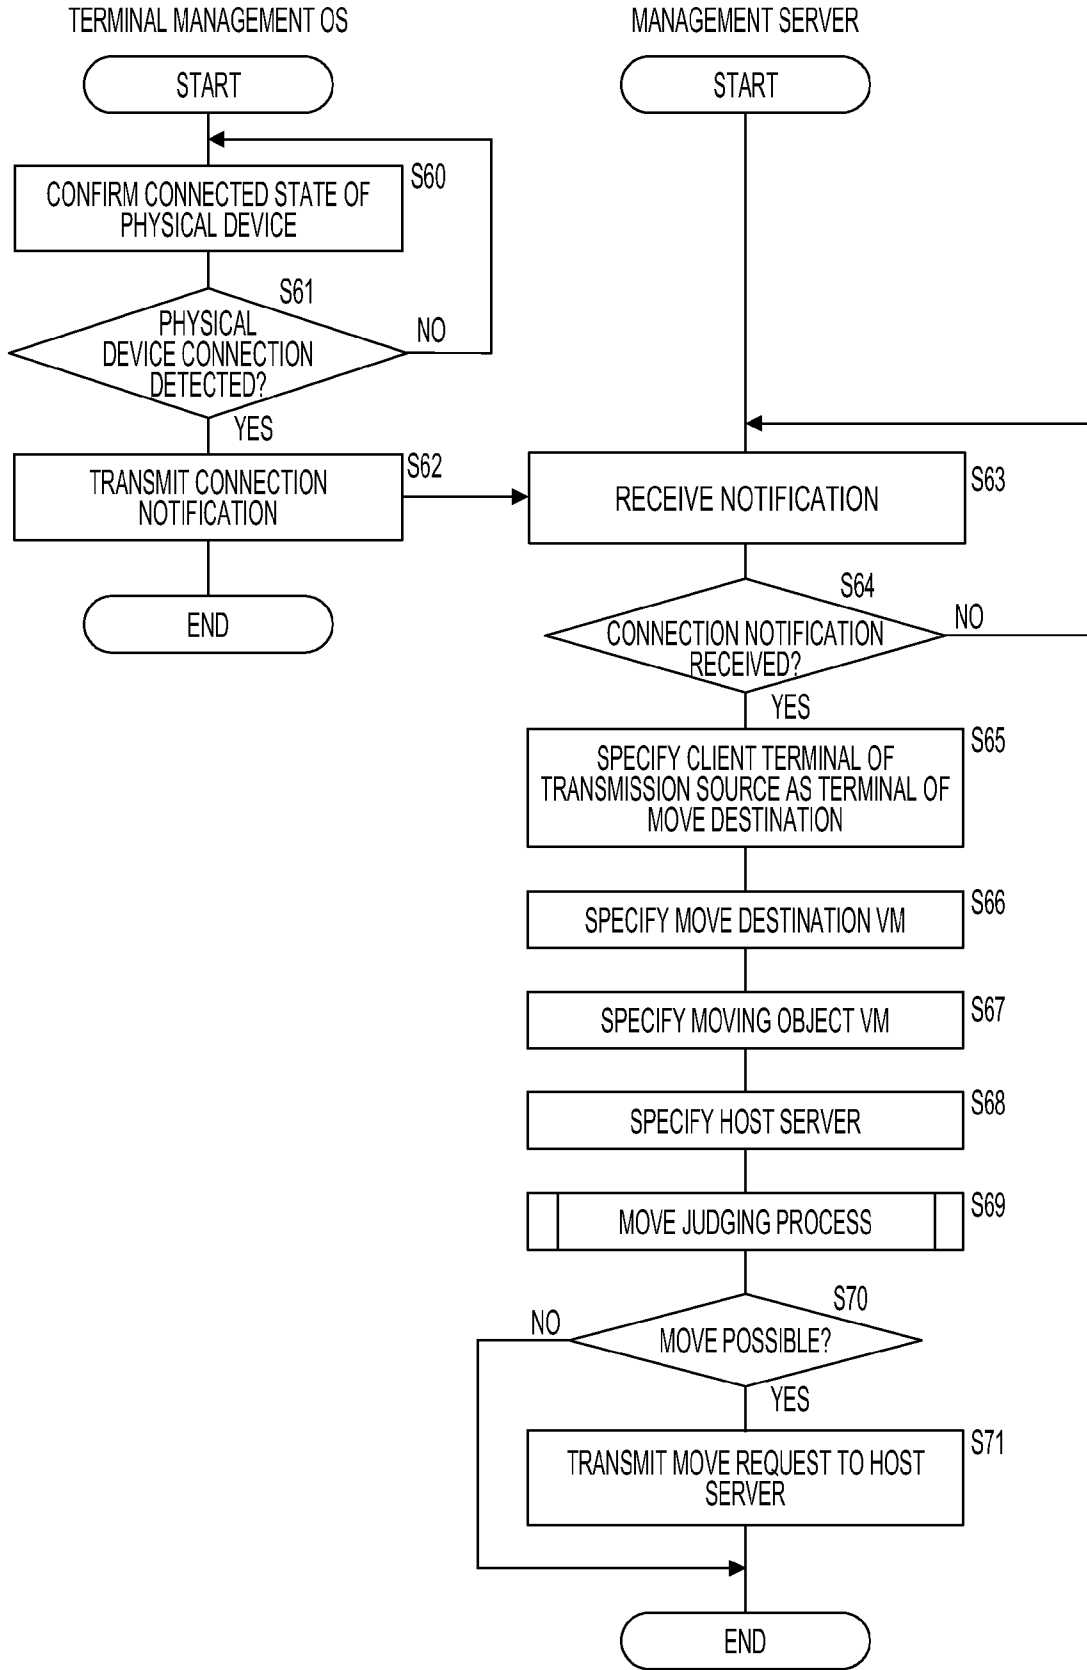 TERMINAL MANAGEMENT OS
START
S60
CONFIRM CONNECTED STATE OF
PHYSICAL DEVICE
S61
PHYSICAL
DEVICE CONNECTION
DETECTED?
NO
YES
S62
TRANSMIT CONNECTION
NOTIFICATION
END
MANAGEMENT SERVER
START
S63
RECEIVE NOTIFICATION
S64
CONNECTION NOTIFICATION
RECEIVED?
NO
YES
S65
SPECIFY CLIENT TERMINAL OF
TRANSMISSION SOURCE AS TERMINAL OF
MOVE DESTINATION
S66
SPECIFY MOVE DESTINATION VM
S67
SPECIFY MOVING OBJECT VM
S68
SPECIFY HOST SERVER
S69
MOVE JUDGING PROCESS
S70
MOVE POSSIBLE?
NO
YES
S71
TRANSMIT MOVE REQUEST TO HOST
SERVER
END